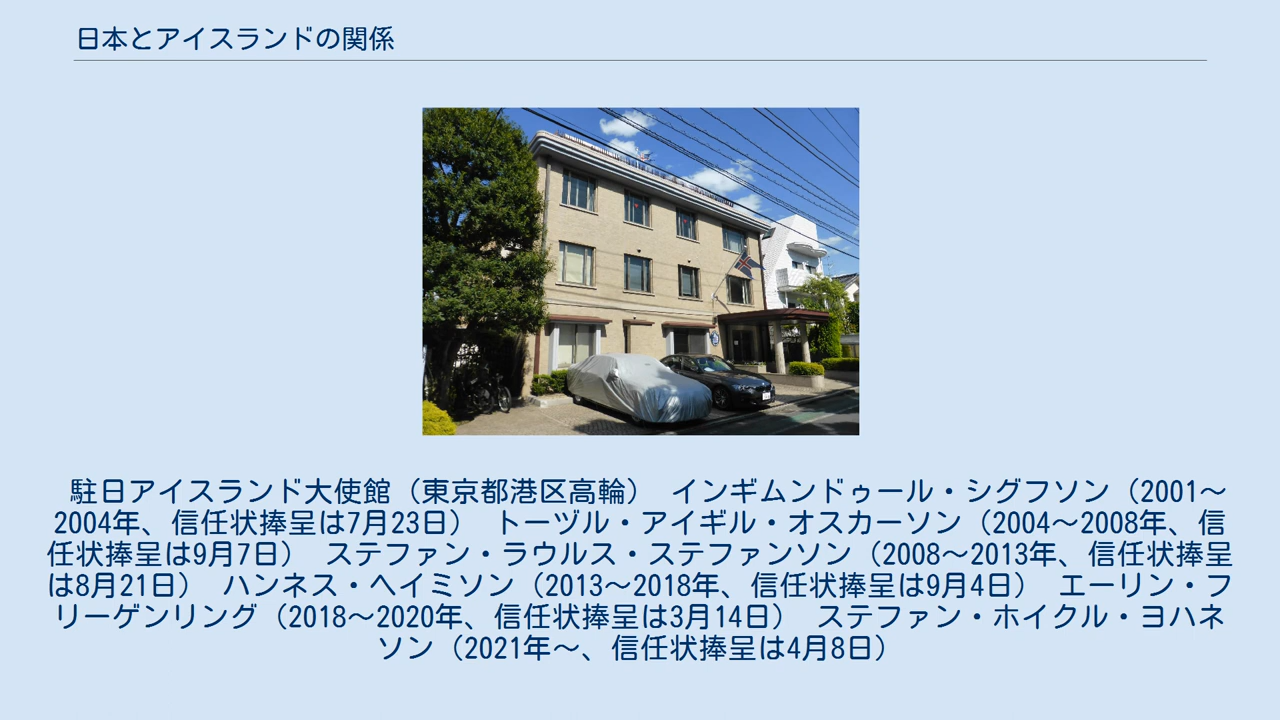 日本とアイスランドの関係
駐日アイスランド大使館（東京都港区高輪）　インギムンドゥール・シグフソン（2001～
2004年、信任状捧呈は7月23日）　トーヅル・アイギル・オスカーソン（2004～2008年、信
任状捧呈は9月7日）　ステファン・ラウルス・ステファンソン（2008～2013年、信任状捧呈
は8月21日）　ハンネス・ヘイミソン（2013～2018年、信任状捧呈は9月4日）　エーリン・フ
リーゲンリング（2018～2020年、信任状捧呈は3月14日）　ステファン・ホイクル・ヨハネ
ソン（2021年～、信任状捧呈は4月8日）